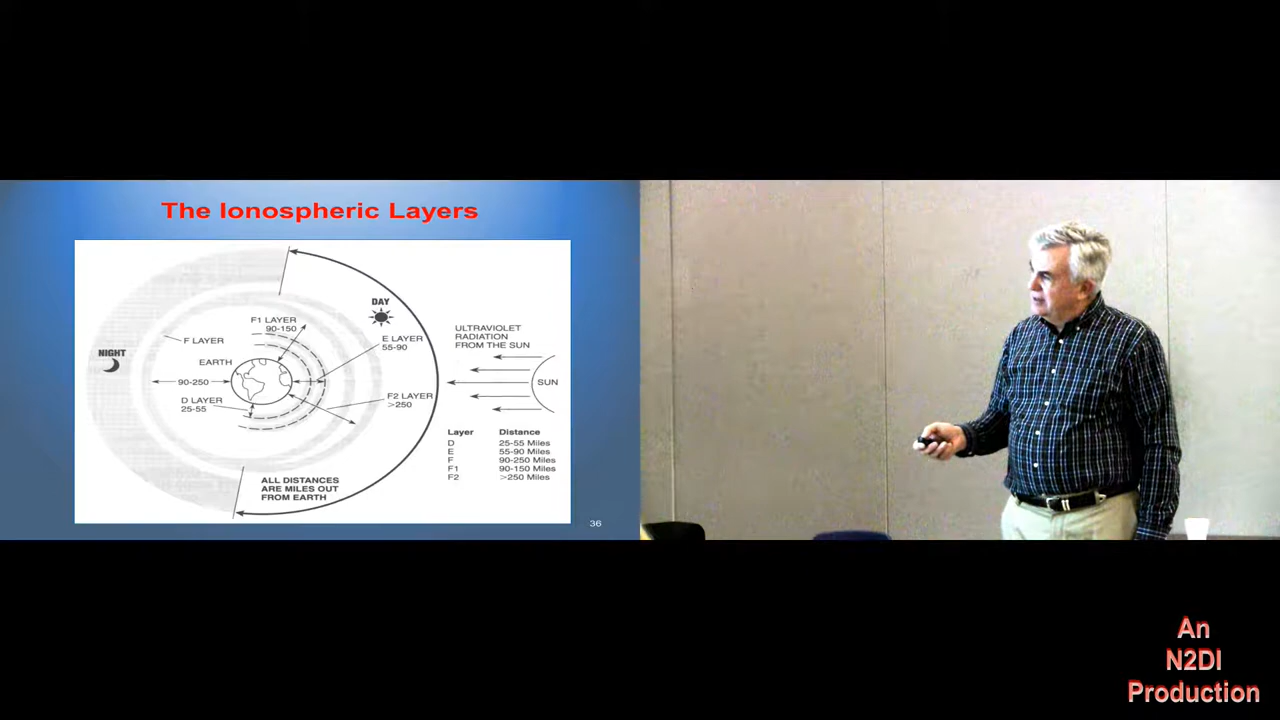 The Ionospheric Layers
DAY
F1 LAYER
90-150
ULTRAVIOLET
RADIATION
FROM THE SUN
F LAYER
E LAYER
55-90
NIGHT
EARTH
90-250
SUN
D LAYER
25-55
F2 LAYER
>250
Layer Distance
D 25-55 Miles
E 55-90 Miles
F 90-250 Miles
F1 90-150 Miles
F2 >250 Miles
ALL DISTANCES
ARE MILES OUT
FROM EARTH
36
An
N2DI
Production